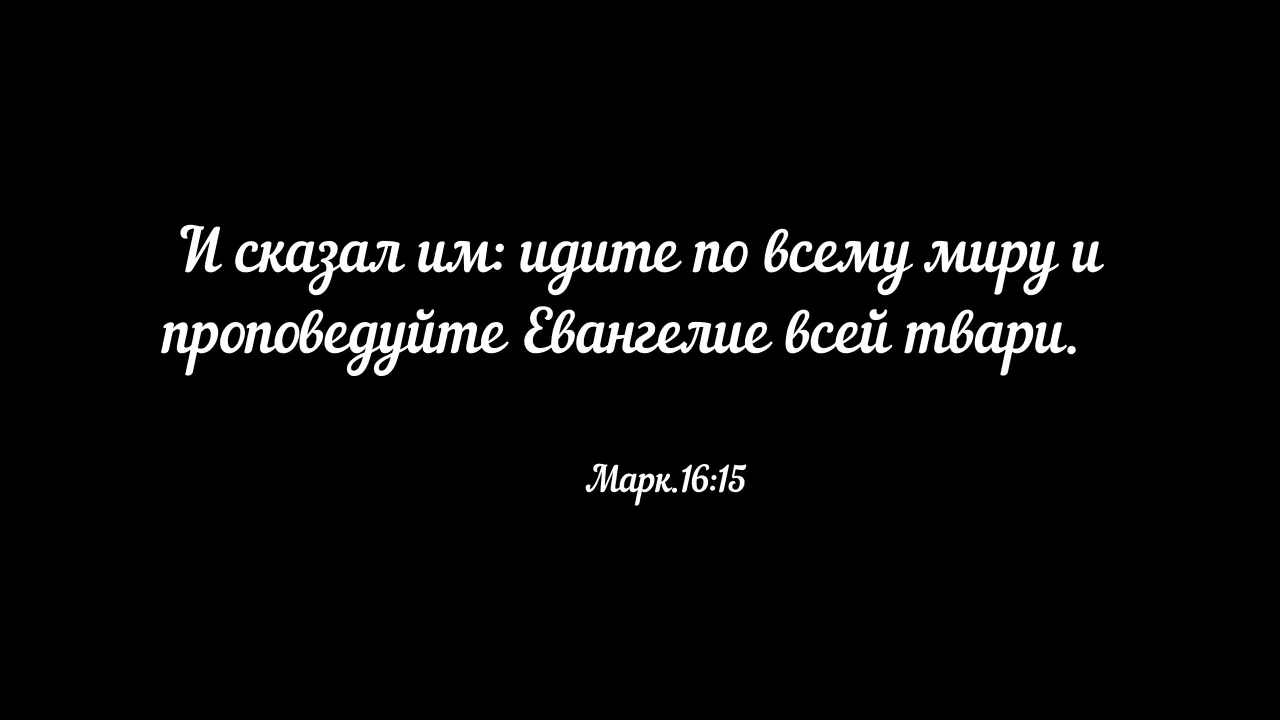 И сказал им: идите по всему миру и
проповедуйте Евангелие всей твари.
Марк.16:15